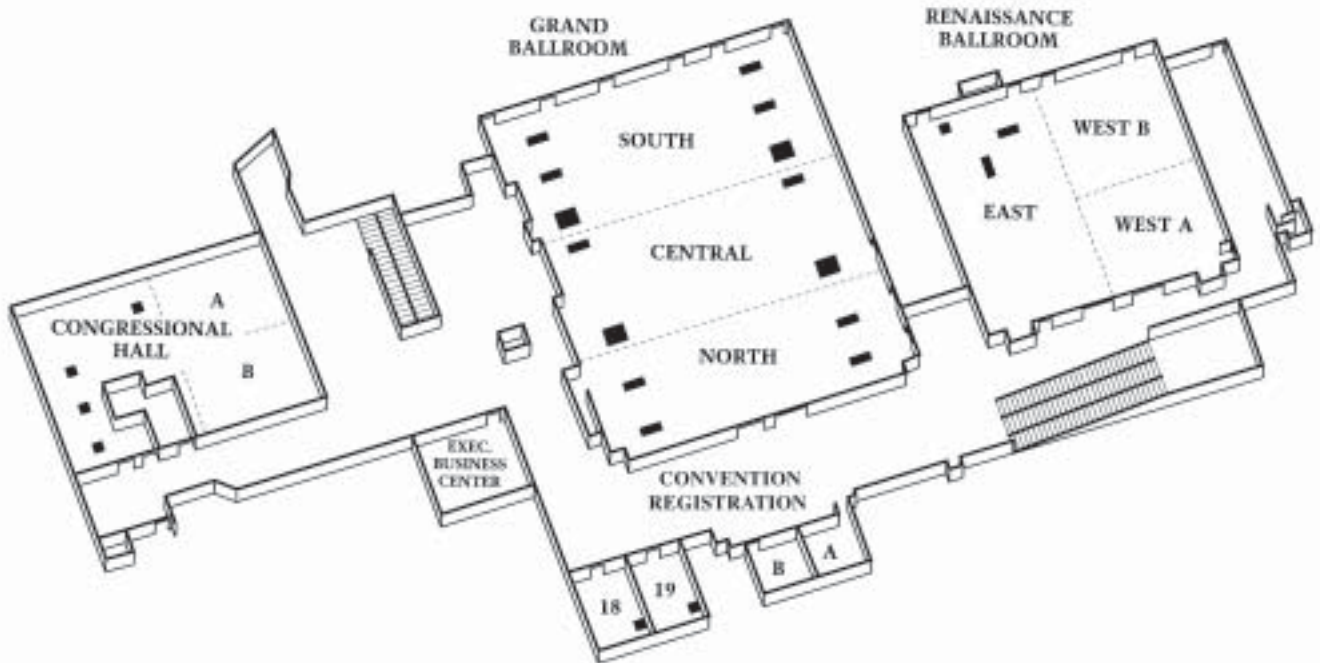 GRAND
BALLROOM
RENAISSANCE
BALLROOM
SOUTH
WEST B
EAST
WEST A
CENTRAL
A
CONGRESSIONAL
HALL
B
NORTH
EXEC.
BUSINESS
CENTER
CONVENTION
REGISTRATION
B
A
18
19